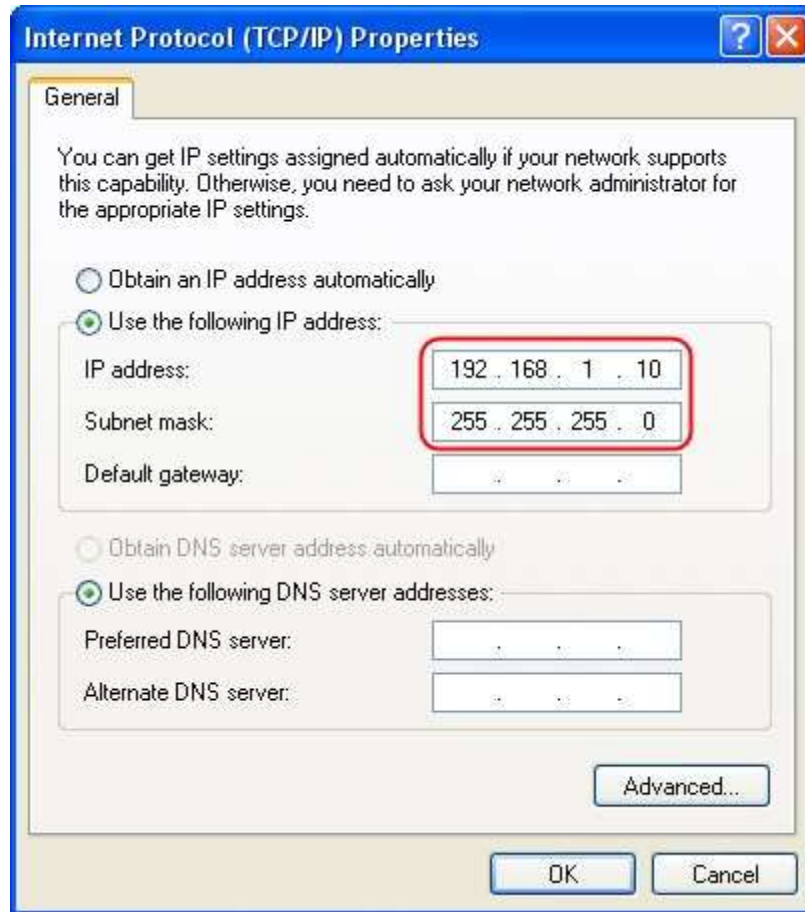 Internet Protocol (TCP/IP) Properties
General
You can get IP settings assigned automatically if your network supports
this capability. Otherwise, you need to ask your network administrator for
the appropriate IP settings.
Obtain an IP address automatically
Use the following IP address:
IP address: 192 . 168 . 1 . 10
Subnet mask: 255 . 255 . 255 . 0
Default gateway: . . .
Obtain DNS server address automatically
Use the following DNS server addresses:
Preferred DNS server: . . .
Alternate DNS server: . . .
Advanced...
OK Cancel